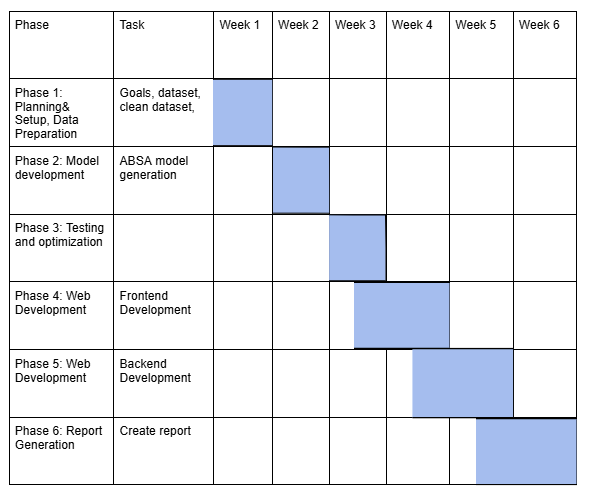 Phase Task Week 1 Week 2 Week 3 Week 4 Week 5 Week 6
Phase 1:
Planning&
Setup, Data
Preparation
Goals, dataset,
clean dataset,
Phase 2: Model
development
ABSA model
generation
Phase 3: Testing
and optimization
Phase 4: Web
Development
Frontend
Development
Phase 5: Web
Development
Backend
Development
Phase 6: Report
Generation
Create report